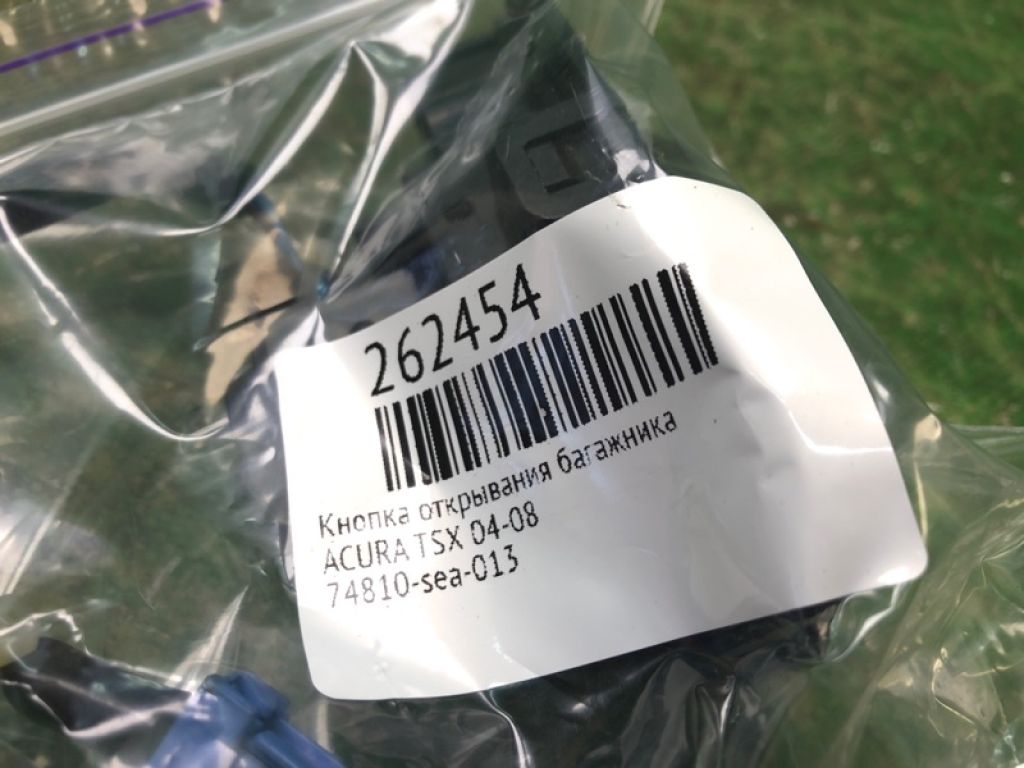 262454
Кнопка открывания багажника
ACURA TSX 04-08
74810-sea-013